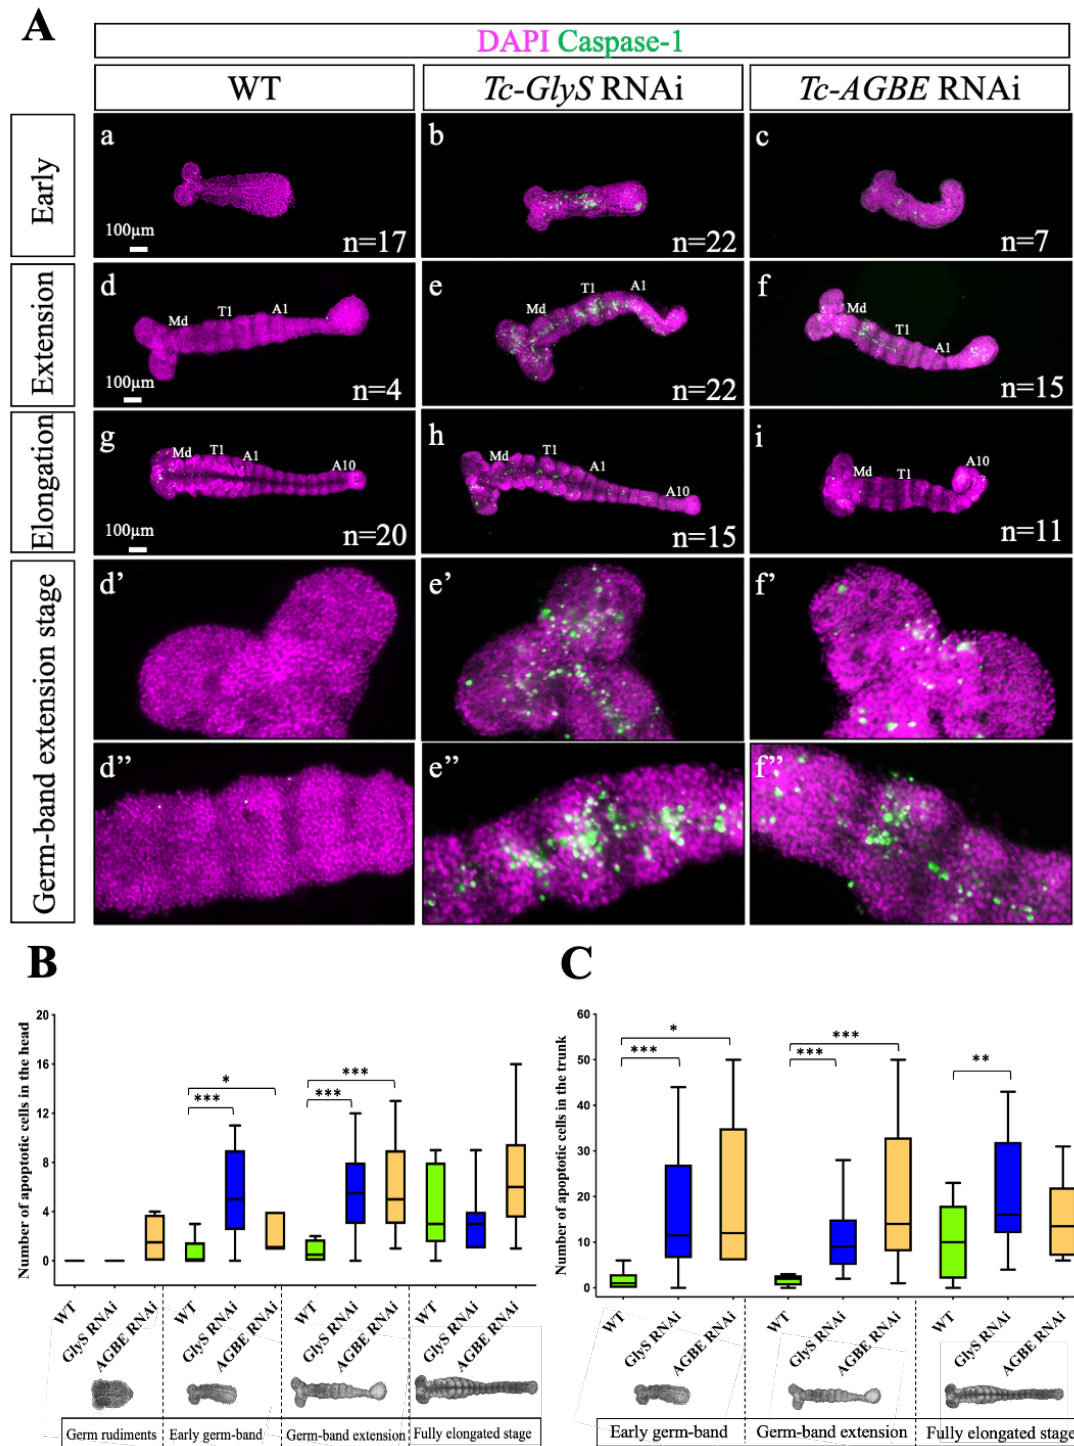 A
DAPI Caspase-1
WT
Tc-GlyS RNAi
Tc-AGBE RNAi
Early
a
100μm
n=17
b
n=22
c
n=7
Extension
d
Md
T1
A1
100μm
n=4
e
T1
A1
Md
n=22
f
Md
T1
A1
n=15
Elongation
g
Md
T1
A1
A10
100μm
n=20
h
Md
T1
A1
A10
n=15
i
Md
T1
A10
n=11
Germ-band extension stage
d’
e’
f’
d”
e”
f”
B
Number of apoptotic cells in the head
20
16
12
8
4
0
*
***
***
***
WT
GlyS RNAi
AGBE RNAi
WT
GlyS RNAi
AGBE RNAi
WT
GlyS RNAi
AGBE RNAi
WT
GlyS RNAi
AGBE RNAi
Germ rudiments
Early germ-band
Germ-band extension
Fully elongated stage
C
Number of apoptotic cells in the trunk
60
50
40
30
20
10
0
*
***
***
***
**
WT
GlyS RNAi
AGBE RNAi
WT
GlyS RNAi
AGBE RNAi
WT
GlyS RNAi
AGBE RNAi
Early germ-band
Germ-band extension
Fully elongated stage